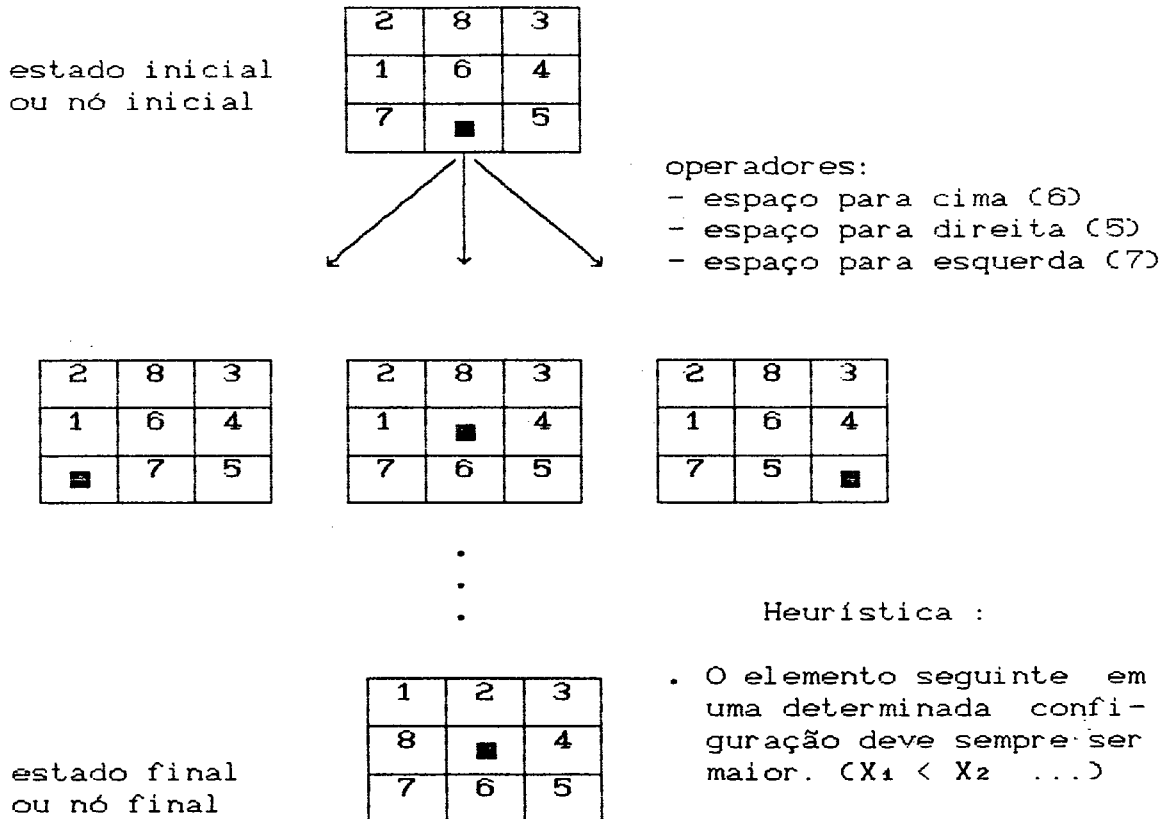 2 8 3
estado inicial
1 6 4
ou nó inicial
7 ■ 5
operadores:
- espaço para cima (6)
- espaço para direita (5)
- espaço para esquerda (7)
2 8 3
1 6 4
■ 7 5
2 8 3
1 ■ 4
7 6 5
2 8 3
1 6 4
7 5 ■
Heurística :
. O elemento seguinte em
uma determinada confi-
guração deve sempre ser
maior. (X1 < X2 ...)
1 2 3
8 ■ 4
7 6 5
estado final
ou nó final